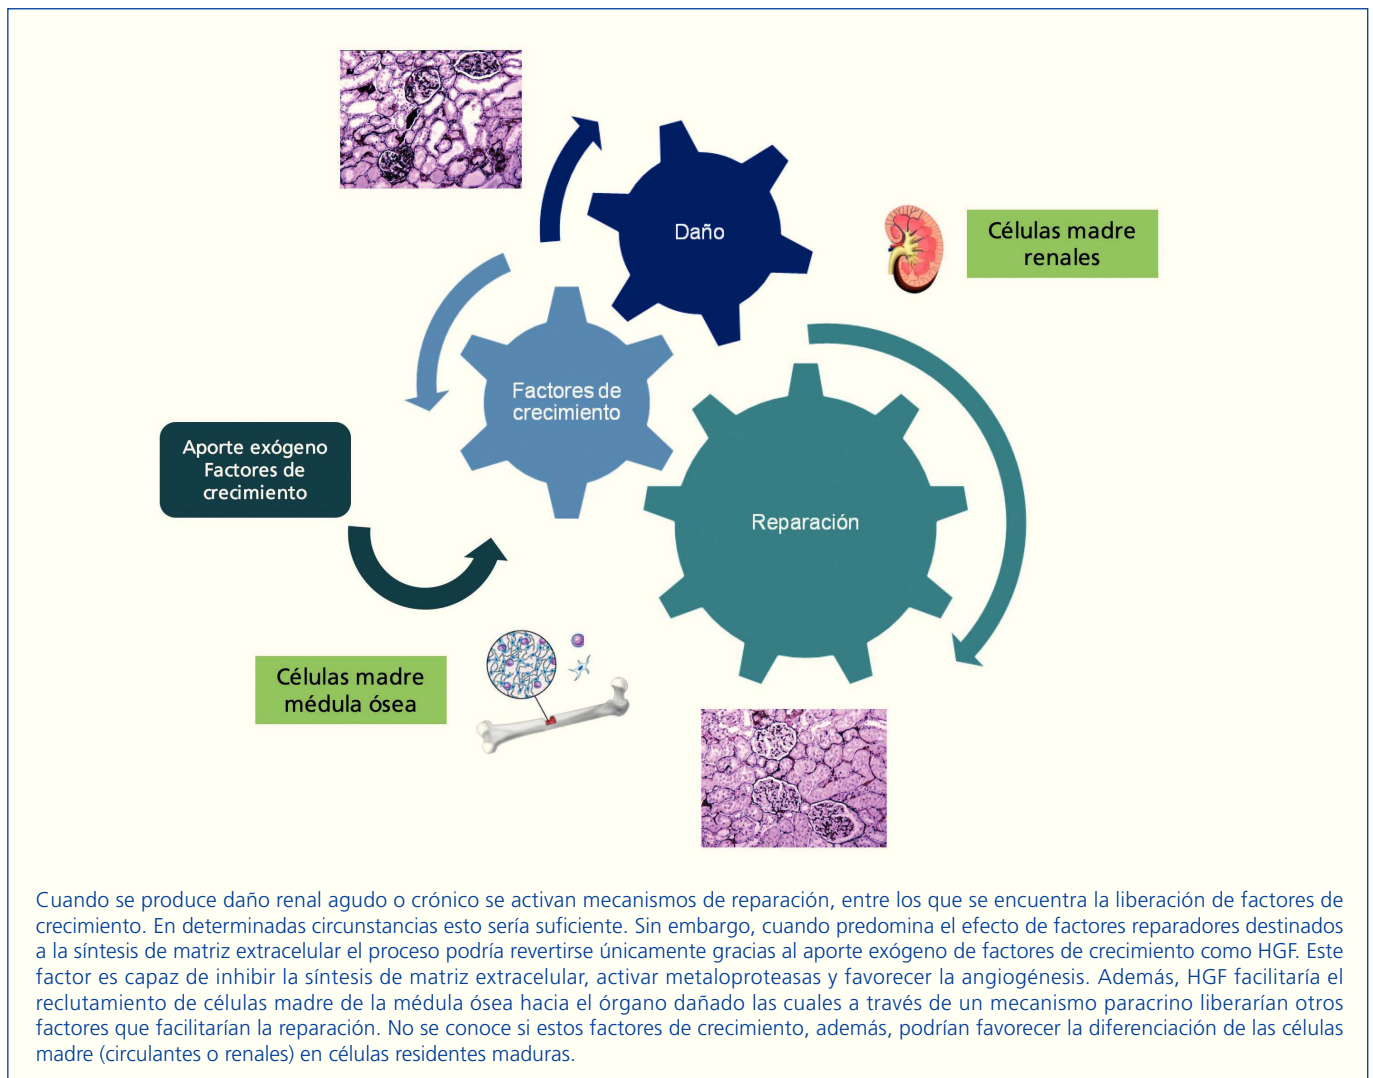 Daño
Células madre
renales
Factores de
crecimiento
Aporte exógeno
Factores de
crecimiento
Reparación
Células madre
médula ósea
Cuando se produce daño renal agudo o crónico se activan mecanismos de reparación, entre los que se encuentra la liberación de factores de
crecimiento. En determinadas circunstancias esto sería suficiente. Sin embargo, cuando predomina el efecto de factores reparadores destinados
a la síntesis de matriz extracelular el proceso podría revertirse únicamente gracias al aporte exógeno de factores de crecimiento como HGF. Este
factor es capaz de inhibir la síntesis de matriz extracelular, activar metaloproteasas y favorecer la angiogénesis. Además, HGF facilitaría el
reclutamiento de células madre de la médula ósea hacia el órgano dañado las cuales a través de un mecanismo paracrino liberarían otros
factores que facilitarían la reparación. No se conoce si estos factores de crecimiento, además, podrían favorecer la diferenciación de las células
madre (circulantes o renales) en células residentes maduras.